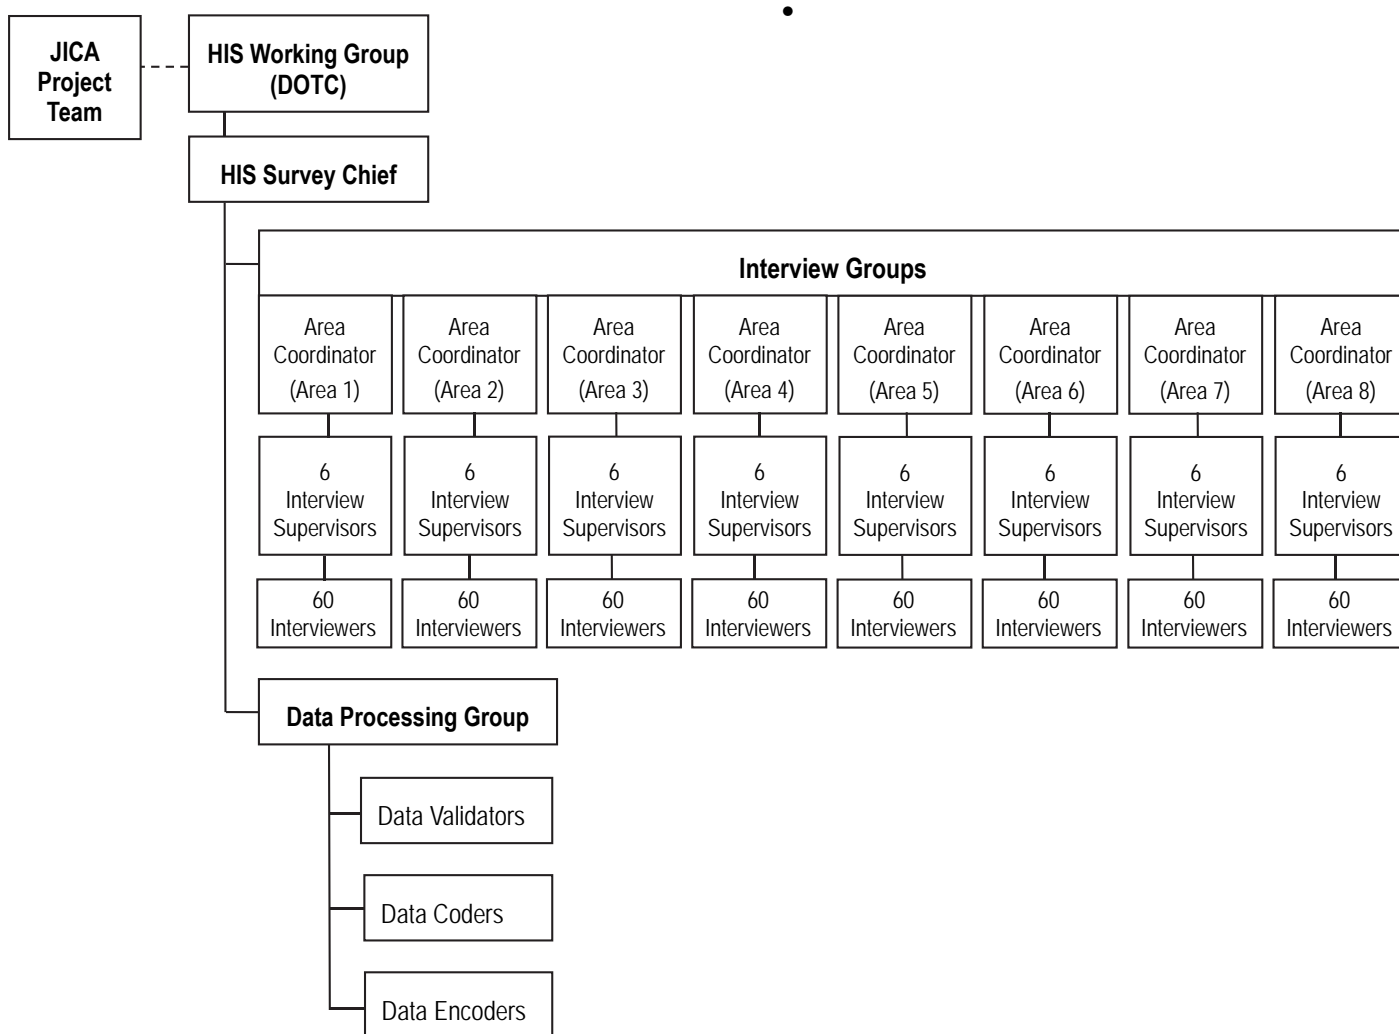 JICA
Project
Team
HIS Working Group
(DOTC)
HIS Survey Chief
Interview Groups
Area
Coordinator
(Area 1)
Area
Coordinator
(Area 2)
Area
Coordinator
(Area 3)
Area
Coordinator
(Area 4)
Area
Coordinator
(Area 5)
Area
Coordinator
(Area 6)
Area
Coordinator
(Area 7)
Area
Coordinator
(Area 8)
6
Interview
Supervisors
6
Interview
Supervisors
6
Interview
Supervisors
6
Interview
Supervisors
6
Interview
Supervisors
6
Interview
Supervisors
6
Interview
Supervisors
6
Interview
Supervisors
60
Interviewers
60
Interviewers
60
Interviewers
60
Interviewers
60
Interviewers
60
Interviewers
60
Interviewers
60
Interviewers
Data Processing Group
Data Validators
Data Coders
Data Encoders